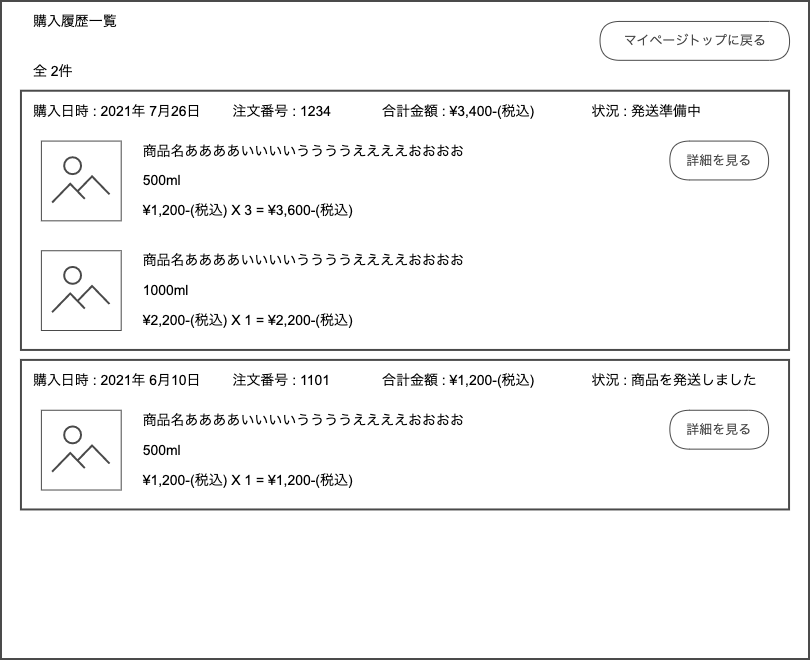 購入履歴一覧
マイページトップに戻る
全 2件
購入日時 : 2021年 7月26日 注文番号 : 1234 合計金額 : ¥3,400-(税込) 状況 : 発送準備中
商品名ああああいいいいううううええええおおおお
詳細を見る
500ml
¥1,200-(税込) X 3 = ¥3,600-(税込)
商品名ああああいいいいううううええええおおおお
1000ml
¥2,200-(税込) X 1 = ¥2,200-(税込)
購入日時 : 2021年 6月10日 注文番号 : 1101 合計金額 : ¥1,200-(税込) 状況 : 商品を発送しました
商品名ああああいいいいううううええええおおおお
詳細を見る
500ml
¥1,200-(税込) X 1 = ¥1,200-(税込)